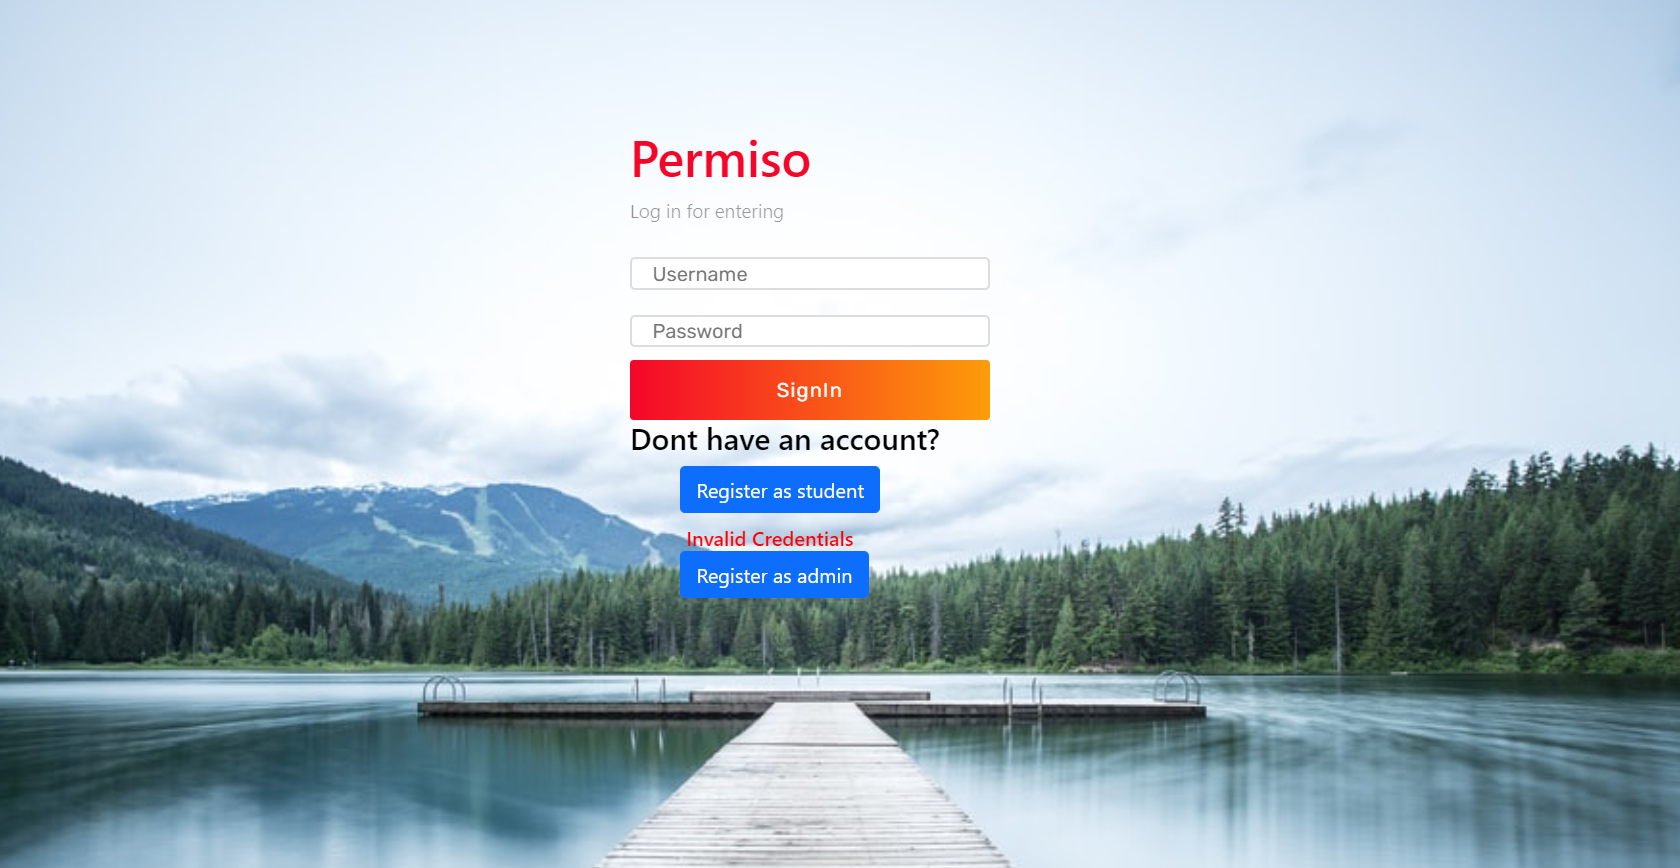 Permiso
Log in for entering
Username
Password
SignIn
Dont have an account?
Register as student
Invalid Credentials
Register as admin